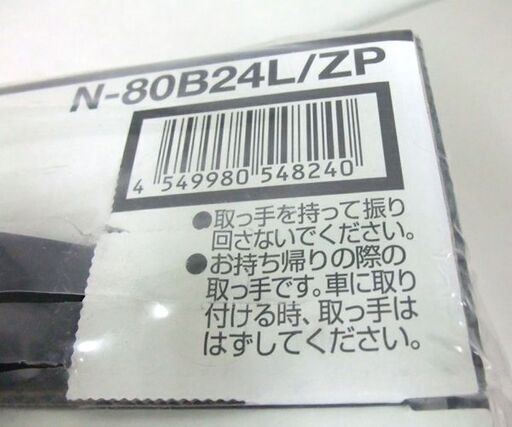 N-80B24L/ZP
4 549980 548240
●取っ手を持って振り
回さないでください。
●お持ち帰りの際の
取っ手です。車に取り
付ける時、取っ手は
はずしてください。